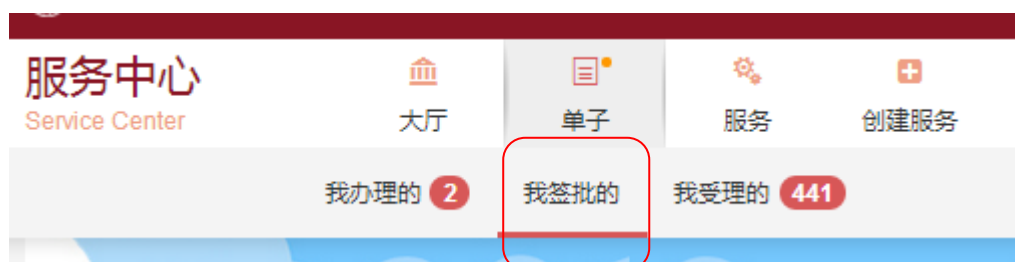 服务中心
Service Center
大厅
单子
服务
创建服务
我办理的 2
我签批的
我受理的 441